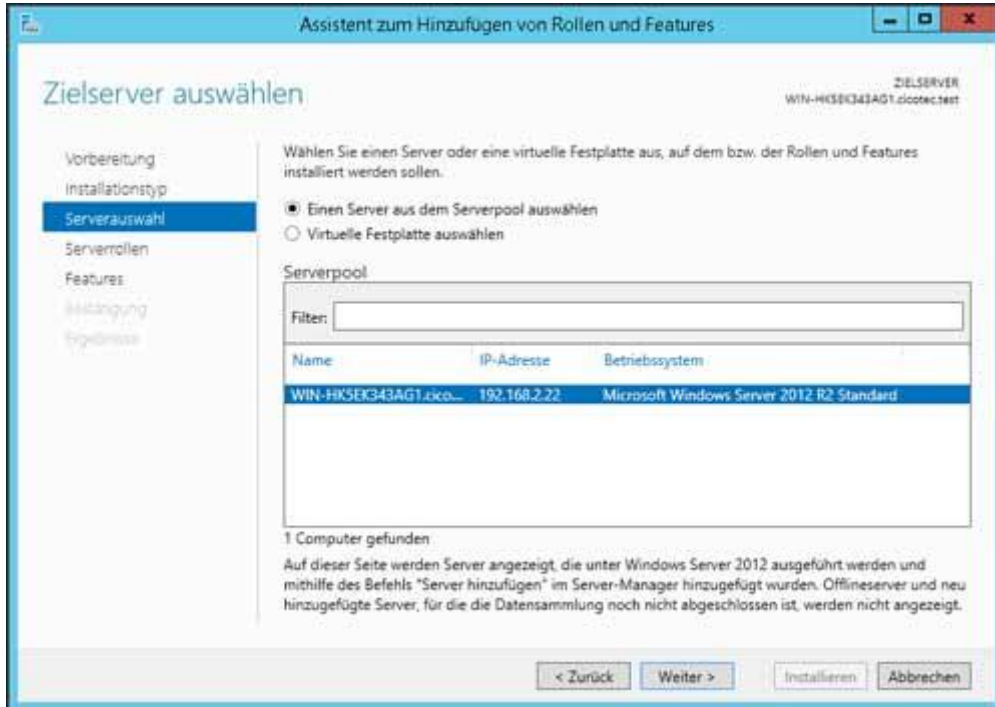 Assistent zum Hinzufügen von Rollen und Features
Zielserver auswählen
ZIELSERVER
WIN-HK5EK343AG1.cicotec.test
Vorbereitung
Installationstyp
Serverauswahl
Serverrollen
Features
Bestätigung
Ergebnisse
Wählen Sie einen Server oder eine virtuelle Festplatte aus, auf dem bzw. der Rollen und Features
installiert werden sollen.
Einen Server aus dem Serverpool auswählen
Virtuelle Festplatte auswählen
Serverpool
Filter:
Name IP-Adresse Betriebssystem
WIN-HK5EK343AG1.cico... 192.168.2.22 Microsoft Windows Server 2012 R2 Standard
1 Computer gefunden
Auf dieser Seite werden Server angezeigt, die unter Windows Server 2012 ausgeführt werden und
mithilfe des Befehls "Server hinzufügen" im Server-Manager hinzugefügt wurden. Offlineserver und neu
hinzugefügte Server, für die die Datensammlung noch nicht abgeschlossen ist, werden nicht angezeigt.
< Zurück Weiter > Installieren Abbrechen